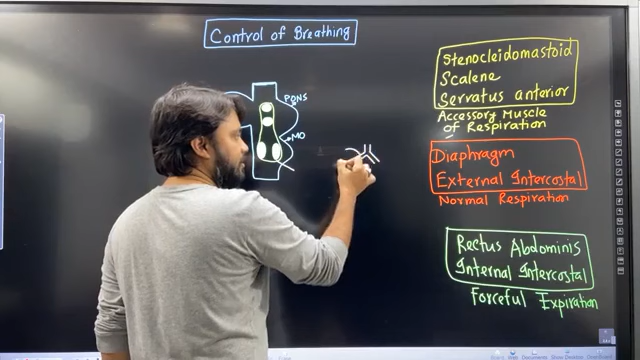 Control of Breathing
PONS
MO
Stenocleidomastoid
Scalene
Serratus anterior
Accessory Muscle
of Respiration
Diaphragm
External Intercostal
Normal Respiration
Rectus Abdominis
Internal Intercostal
Forceful Expiration